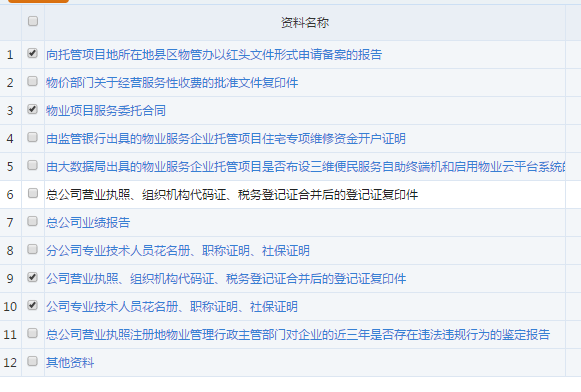 资料名称
1 向托管项目地所在地县区物管办以红头文件形式申请备案的报告
2 物价部门关于经营服务性收费的批准文件复印件
3 物业项目服务委托合同
4 由监管银行出具的物业服务企业托管项目住宅专项维修资金开户证明
5 由大数据局出具的物业服务企业托管项目是否布设三维便民服务自助终端机和启用物业云平台系统的
6 总公司营业执照、组织机构代码证、税务登记证合并后的登记证复印件
7 总公司业绩报告
8 分公司专业技术人员花名册、职称证明、社保证明
9 公司营业执照、组织机构代码证、税务登记证合并后的登记证复印件
10 公司专业技术人员花名册、职称证明、社保证明
11 总公司营业执照注册地物业管理行政主管部门对企业的近三年是否存在违法违规行为的鉴定报告
12 其他资料